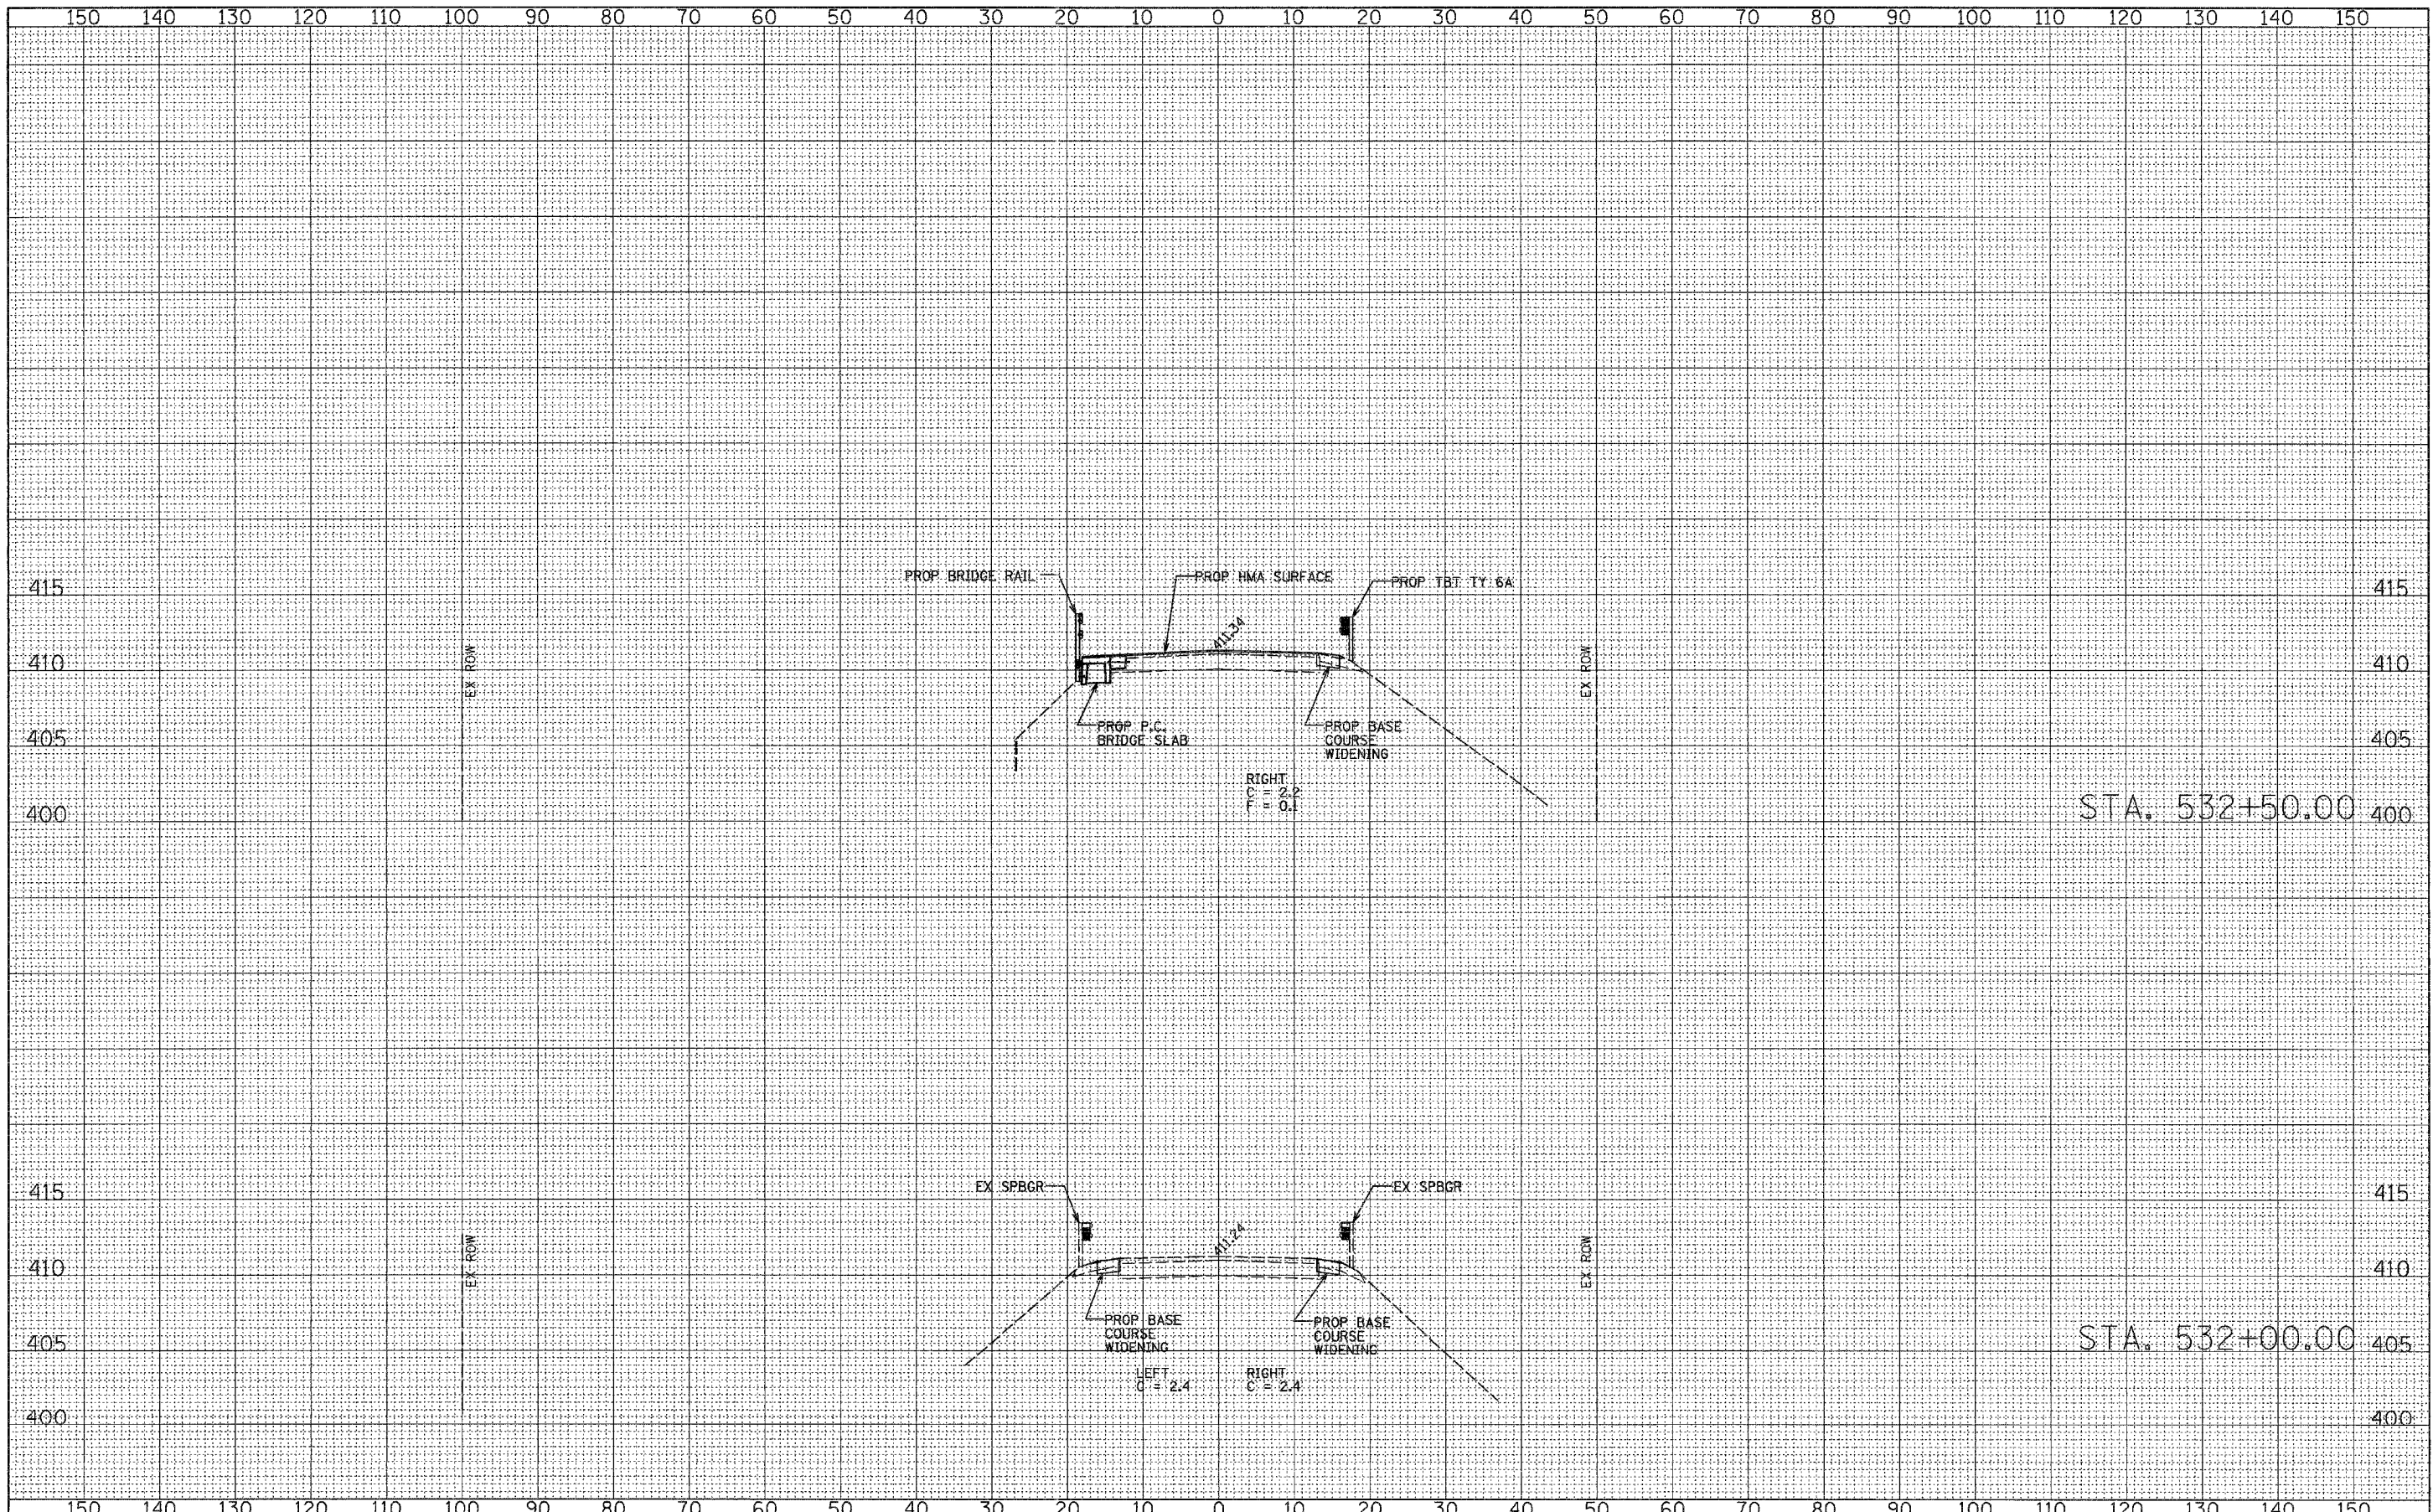 150 140 130 120 110 100 90 80 70 60 50 40 30 20 10 0 10 20 30 40 50 60 70 80 90 100 110 120 130 140 150
PROP BRIDGE RAIL
PROP HMA SURFACE
PROP TBT TY 6A
415
415
411.34
410
EX ROW
EX ROW
410
PROP P.C.
BRIDGE SLAB
PROP BASE
COURSE
WIDENING
405
405
RIGHT
C = 2.2
F = 0.1
400
STA. 532+50.00
400
EX SPBGR
EX SPBGR
415
415
411.24
410
EX ROW
EX ROW
410
PROP BASE
COURSE
WIDENING
PROP BASE
COURSE
WIDENING
405
STA. 532+00.00
405
LEFT
C = 2.4
RIGHT
C = 2.4
400
400
150 140 130 120 110 100 90 80 70 60 50 40 30 20 10 0 10 20 30 40 50 60 70 80 90 100 110 120 130 140 150